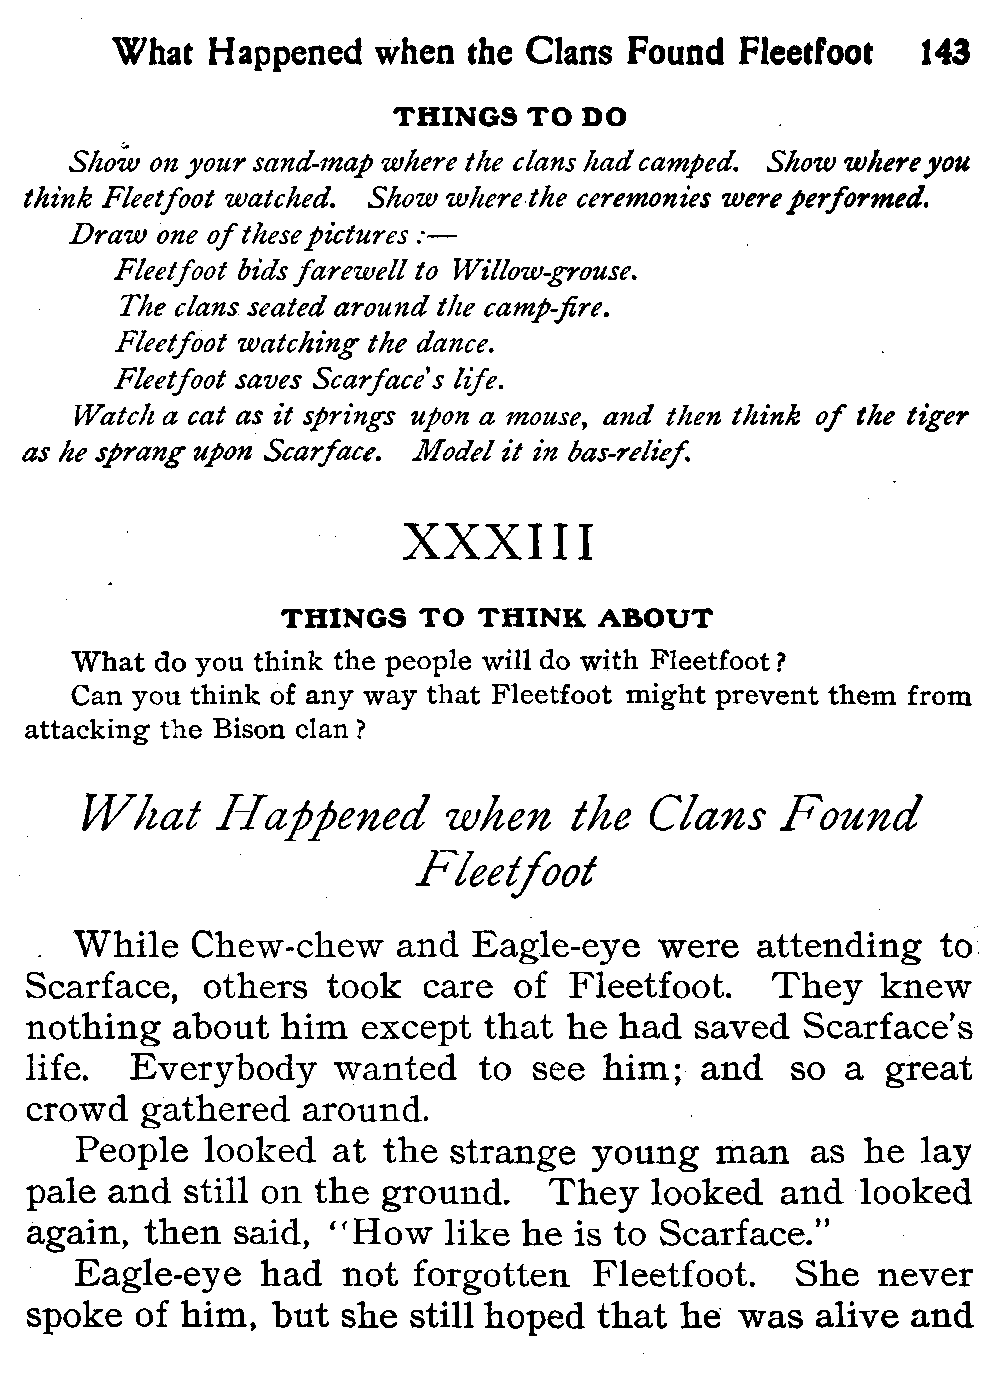 What Happened when the Clans Found Fleetfoot 143
THINGS TO DO
Show on your sand-map where the clans had camped. Show where you
think Fleetfoot watched. Show where the ceremonies were performed.
Draw one of these pictures :—
Fleetfoot bids farewell to Willow-grouse.
The clans seated around the camp-fire.
Fleetfoot watching the dance.
Fleetfoot saves Scarface's life.
Watch a cat as it springs upon a mouse, and then think of the tiger
as he sprang upon Scarface. Model it in bas-relief.
XXXIII
THINGS TO THINK ABOUT
What do you think the people will do with Fleetfoot?
Can you think of any way that Fleetfoot might prevent them from
attacking the Bison clan?
What Happened when the Clans Found
Fleetfoot
While Chew-chew and Eagle-eye were attending to
Scarface, others took care of Fleetfoot. They knew
nothing about him except that he had saved Scarface's
life. Everybody wanted to see him; and so a great
crowd gathered around.
People looked at the strange young man as he lay
pale and still on the ground. They looked and looked
again, then said, "How like he is to Scarface."
Eagle-eye had not forgotten Fleetfoot. She never
spoke of him, but she still hoped that he was alive and